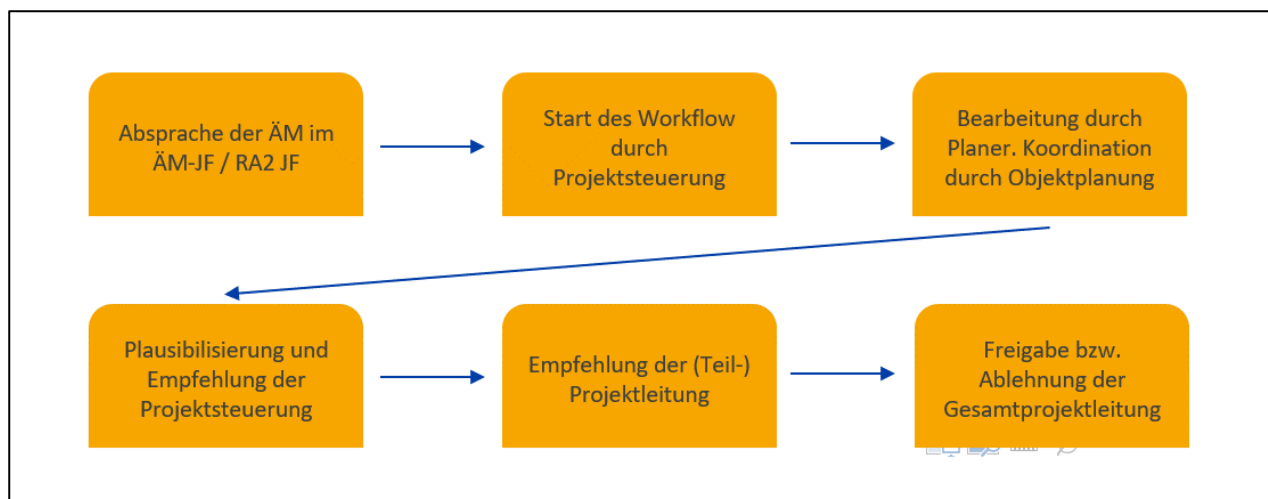 Absprache der ÄM im
ÄM-JF / RA2 JF
Start des Workflow
durch
Projektsteuerung
Bearbeitung durch
Planer. Koordination
durch Objektplanung
Plausibilisierung und
Empfehlung der
Projektsteuerung
Empfehlung der (Teil-)
Projektleitung
Freigabe bzw.
Ablehnung der
Gesamtprojektleitung